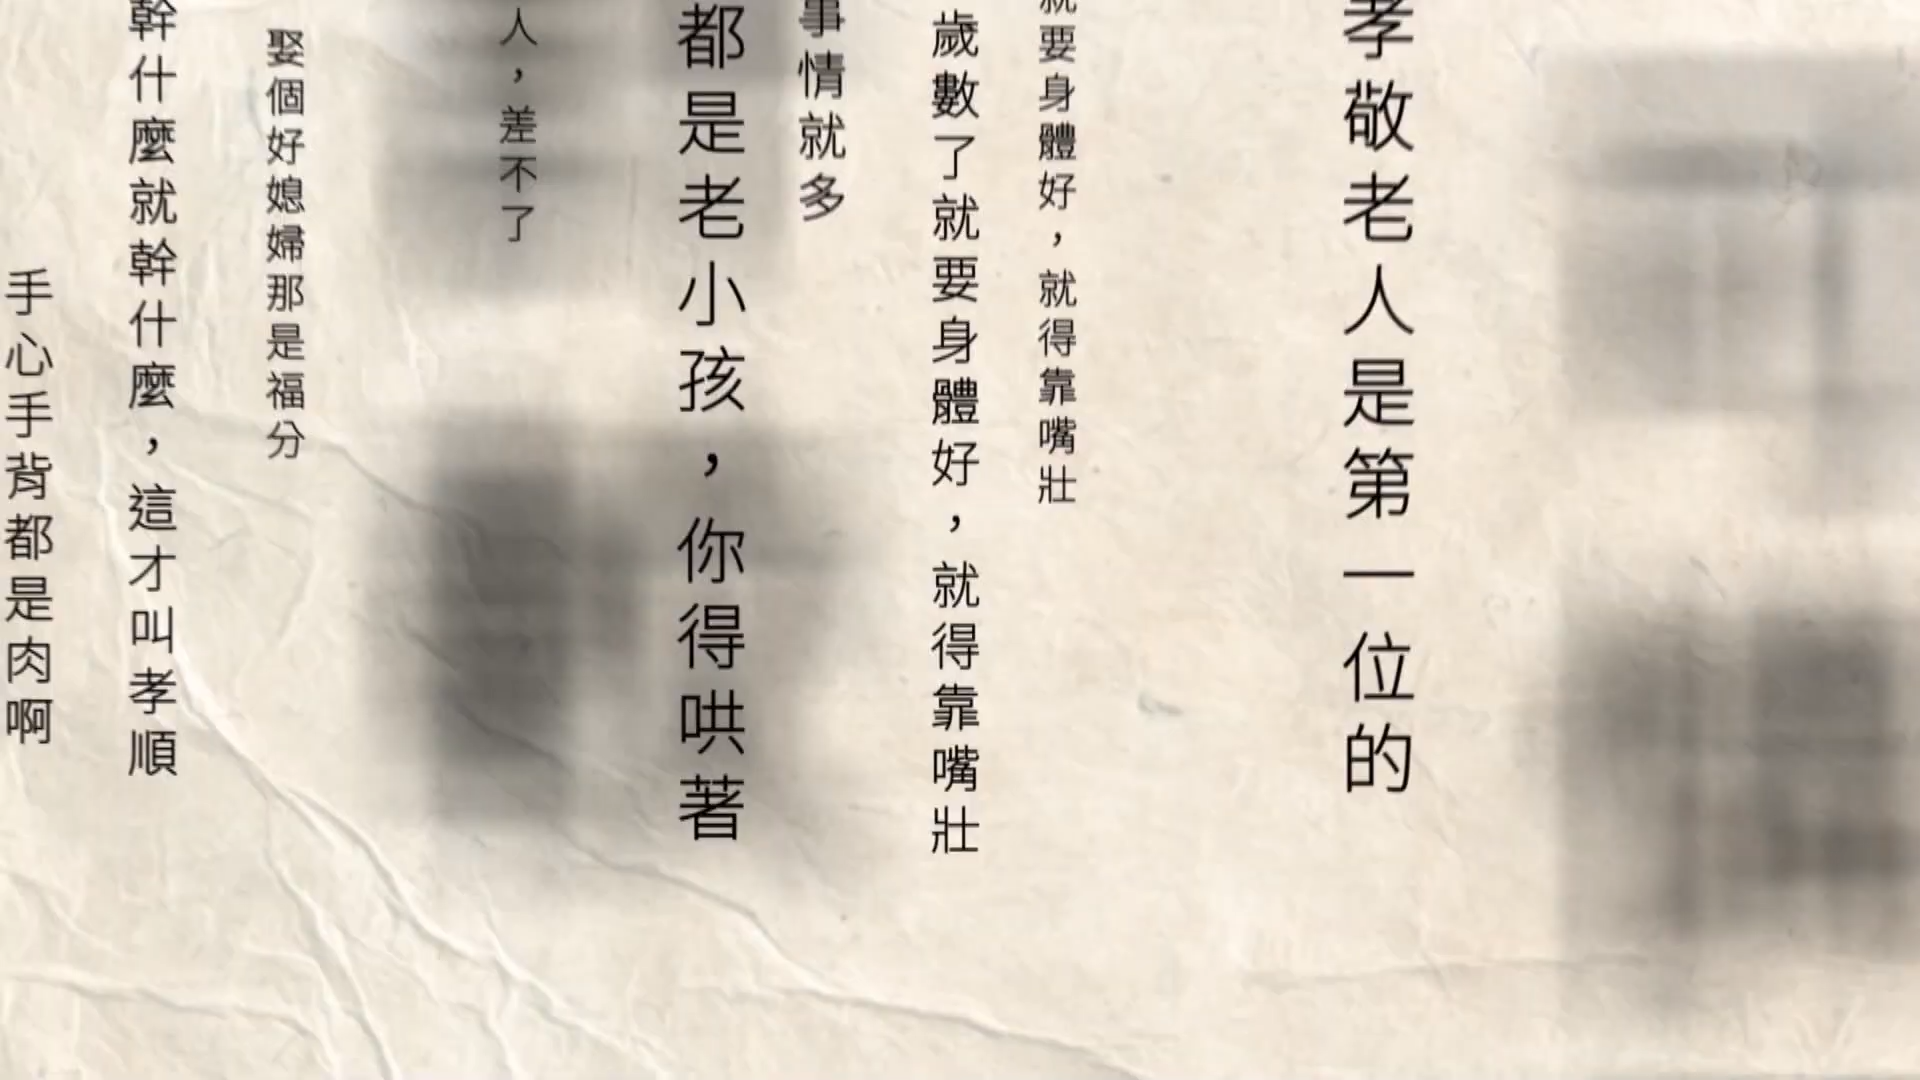 孝敬老人是第一位的
就要身體好，就得靠嘴壯
歲數了就要身體好，就得靠嘴壯
事情就多
都是老小孩，你得哄著
人，差不了
娶個好媳婦那是福分
幹什麼就幹什麼，這才叫孝順
手心手背都是肉啊